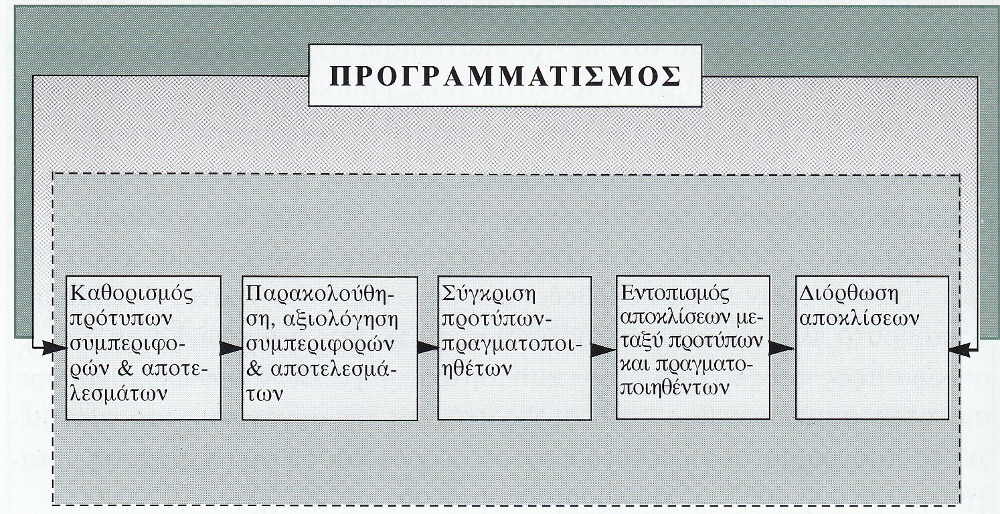 ΠΡΟΓΡΑΜΜΑΤΙΣΜΟΣ
Καθορισμός
πρότυπων
συμπεριφο-
ρών & αποτε-
λεσμάτων
Παρακολούθη-
ση, αξιολόγηση
συμπεριφορών
& αποτελεσμά-
των
Σύγκριση
προτύπων-
πραγματοποι-
ηθέτων
Εντοπισμός
αποκλίσεων με-
ταξύ προτύπων
και πραγματο-
ποιηθέντων
Διόρθωση
αποκλίσεων